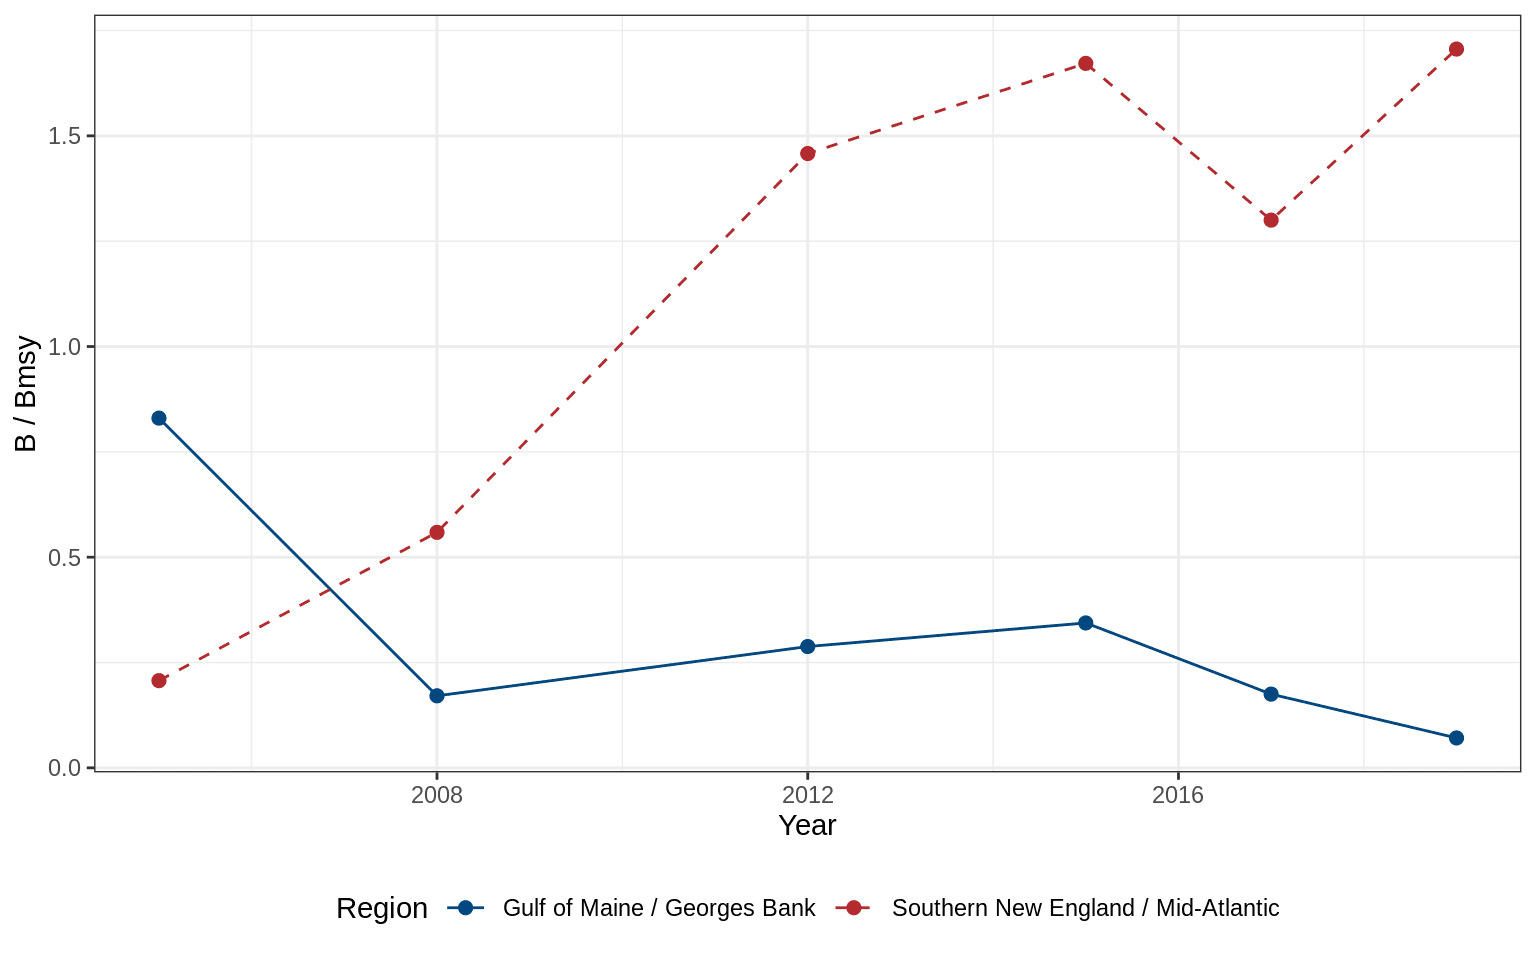 1.5
1.0
0.5
0.0
B / Bmsy
2008 2012 2016
Year
Region Gulf of Maine / Georges Bank Southern New England / Mid-Atlantic